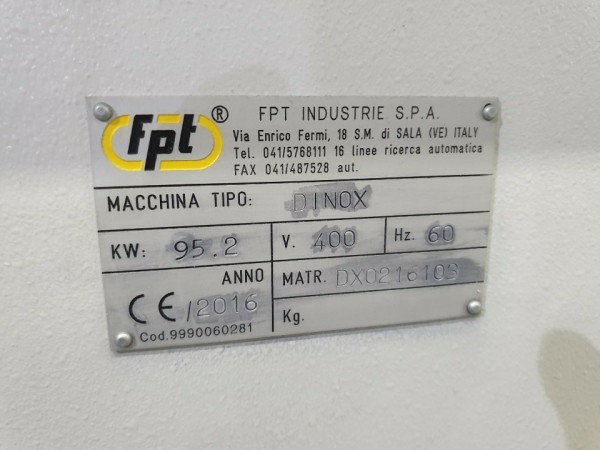 fpt ® FPT INDUSTRIE S.P.A.
Via Enrico Fermi, 18 S.M. di SALA (VE) ITALY
Tel. 041/5768111 16 linee ricerca automatica
FAX 041/487528 aut.
MACCHINA TIPO: DINOX
KW: 95.2 V. 400 Hz. 60
ANNO MATR. DX0216103
CE/2016 Kg.
Cod.9990060281